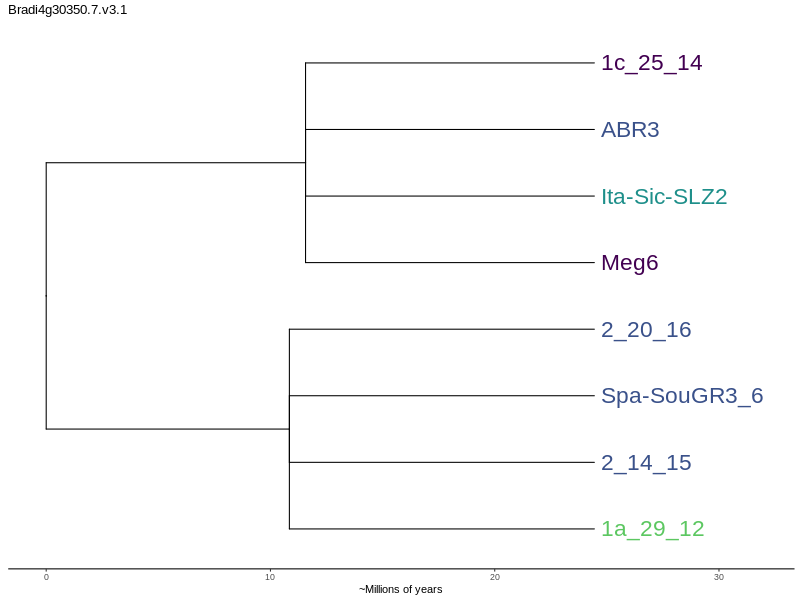 Bradi4g30350.7.v3.1
1c_25_14
ABR3
Ita-Sic-SLZ2
Meg6
2_20_16
Spa-SouGR3_6
2_14_15
1a_29_12
0 10 20 30
~Millions of years